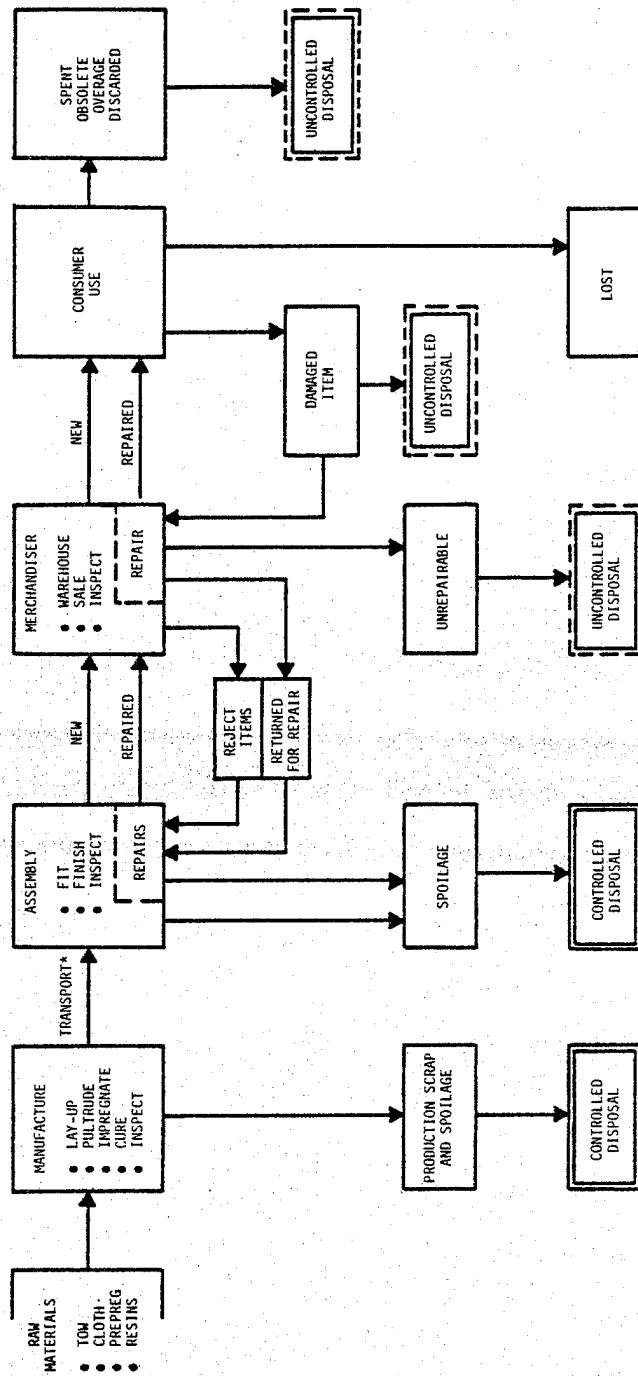 RAW
MATERIALS
• TOW
• CLOTH
• PREPREG
• RESINS
MANUFACTURE
• LAY-UP
• PULTRUDE
• IMPREGNATE
• CURE
• INSPECT
TRANSPORT*
ASSEMBLY
• FIT
• FINISH
• INSPECT
REPAIRS
NEW
REPAIRED
MERCHANDISER
• WAREHOUSE
• SALE
• INSPECT
REPAIR
NEW
REPAIRED
CONSUMER
USE
SPENT
OBSOLETE
OVERAGE
DISCARDED
UNCONTROLLED
DISPOSAL
REJECT
ITEMS
RETURNED
FOR REPAIR
DAMAGED
ITEM
PRODUCTION SCRAP
AND SPOILAGE
SPOILAGE
UNREPAIRABLE
UNCONTROLLED
DISPOSAL
CONTROLLED
DISPOSAL
CONTROLLED
DISPOSAL
UNCONTROLLED
DISPOSAL
LOST